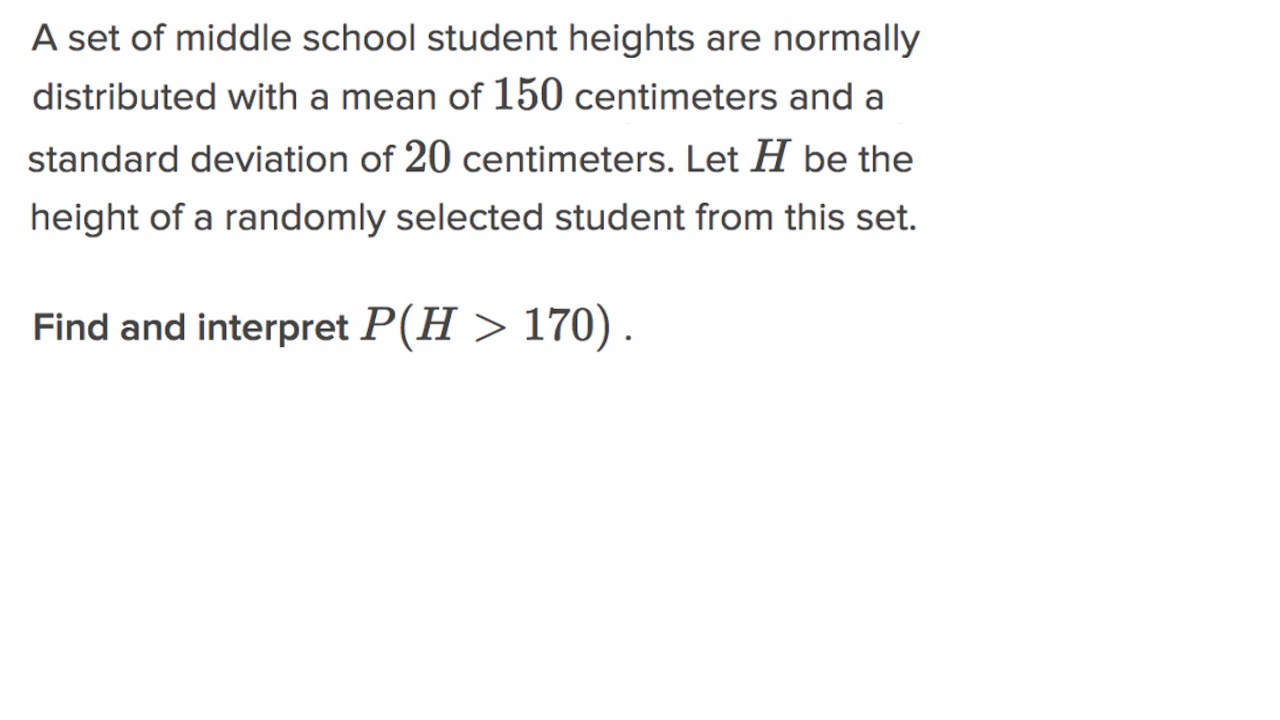 A set of middle school student heights are normally
distributed with a mean of 150 centimeters and a
standard deviation of 20 centimeters. Let H be the
height of a randomly selected student from this set.
Find and interpret P(H > 170) .